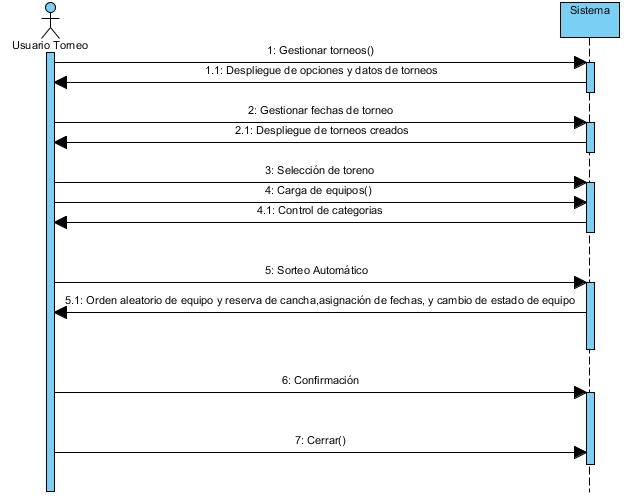 Sistema
Usuario Torneo
1: Gestionar torneos()
1.1: Despliegue de opciones y datos de torneos
2: Gestionar fechas de torneo
2.1: Despliegue de torneos creados
3: Selección de toreno
4: Carga de equipos()
4.1: Control de categorias
5: Sorteo Automático
5.1: Orden aleatorio de equipo y reserva de cancha,asignación de fechas, y cambio de estado de equipo
6: Confirmación
7: Cerrar()